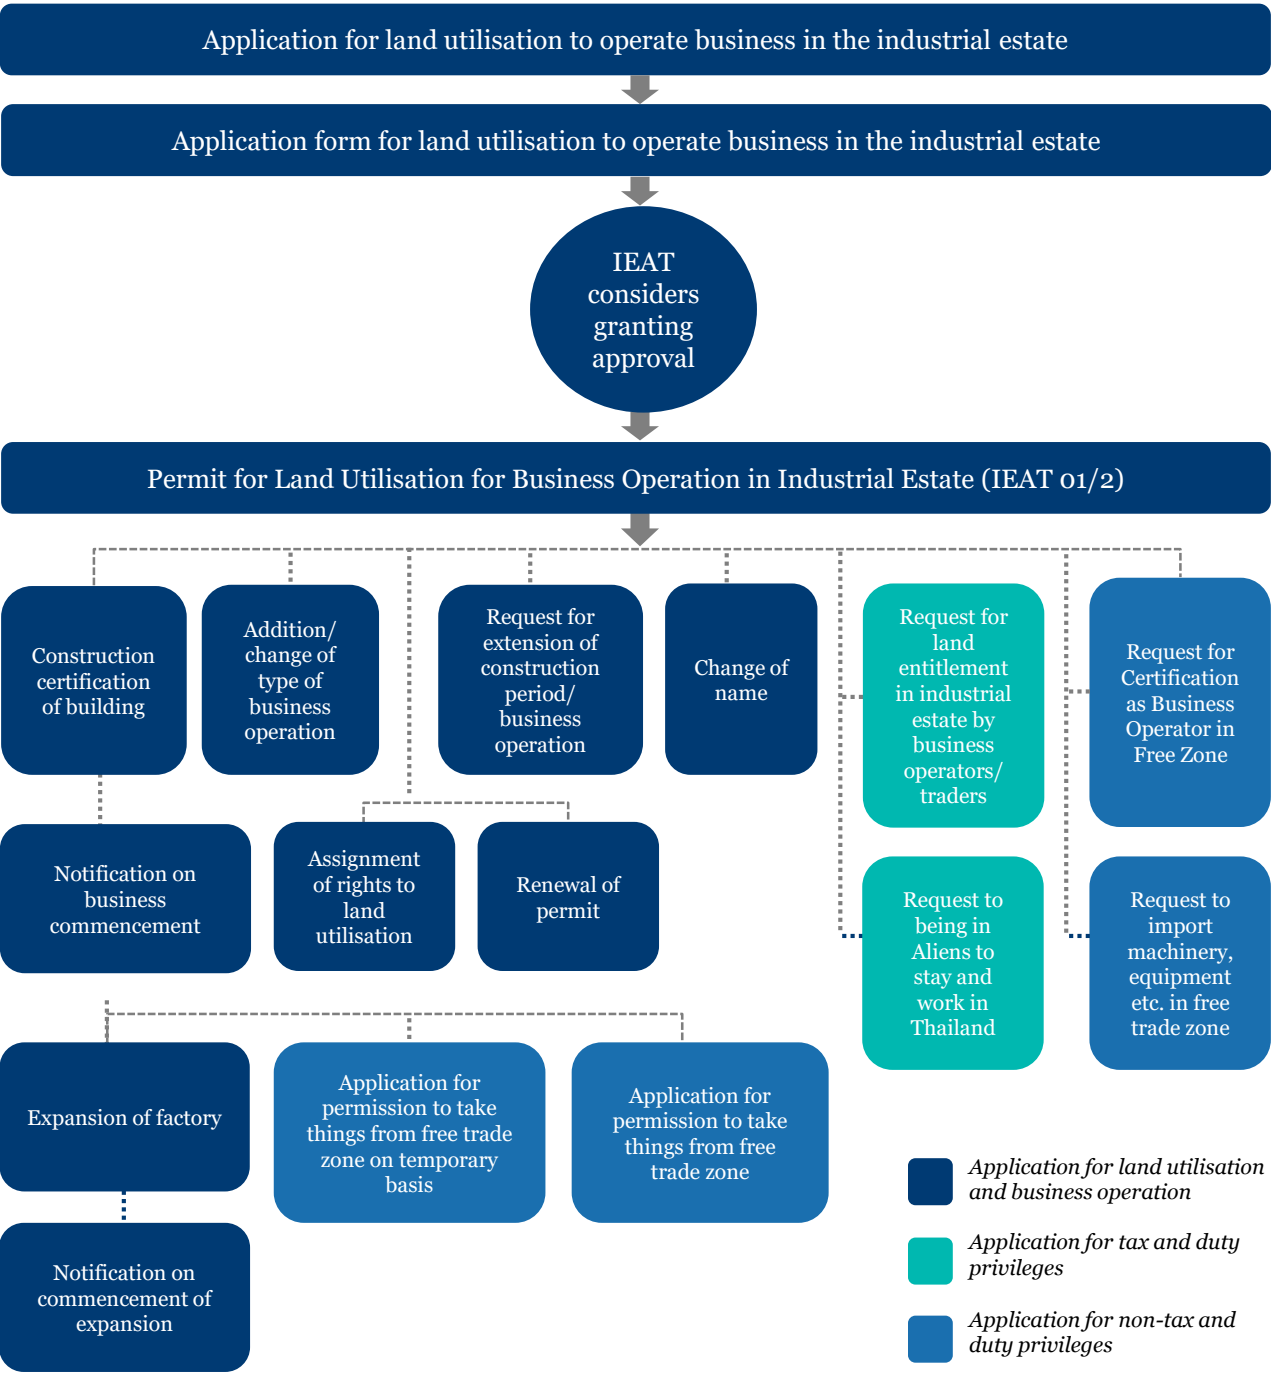 Application for land utilisation to operate business in the industrial estate
Application form for land utilisation to operate business in the industrial estate
IEAT
considers
granting
approval
Permit for Land Utilisation for Business Operation in Industrial Estate (IEAT 01/2)
Construction
certification
of building
Addition/
change of
type of
business
operation
Request for
extension of
construction
period/
business
operation
Change of
name
Request for
land
entitlement
in industrial
estate by
business
operators/
traders
Request for
Certification
as Business
Operator in
Free Zone
Notification on
business
commencement
Assignment
of rights to
land
utilisation
Renewal of
permit
Request to
being in
Aliens to
stay and
work in
Thailand
Request to
import
machinery,
equipment
etc. in free
trade zone
Expansion of factory
Application for
permission to take
things from free trade
zone on temporary
basis
Application for
permission to take
things from free
trade zone
Notification on
commencement of
expansion
Application for land utilisation
and business operation
Application for tax and duty
privileges
Application for non-tax and
duty privileges